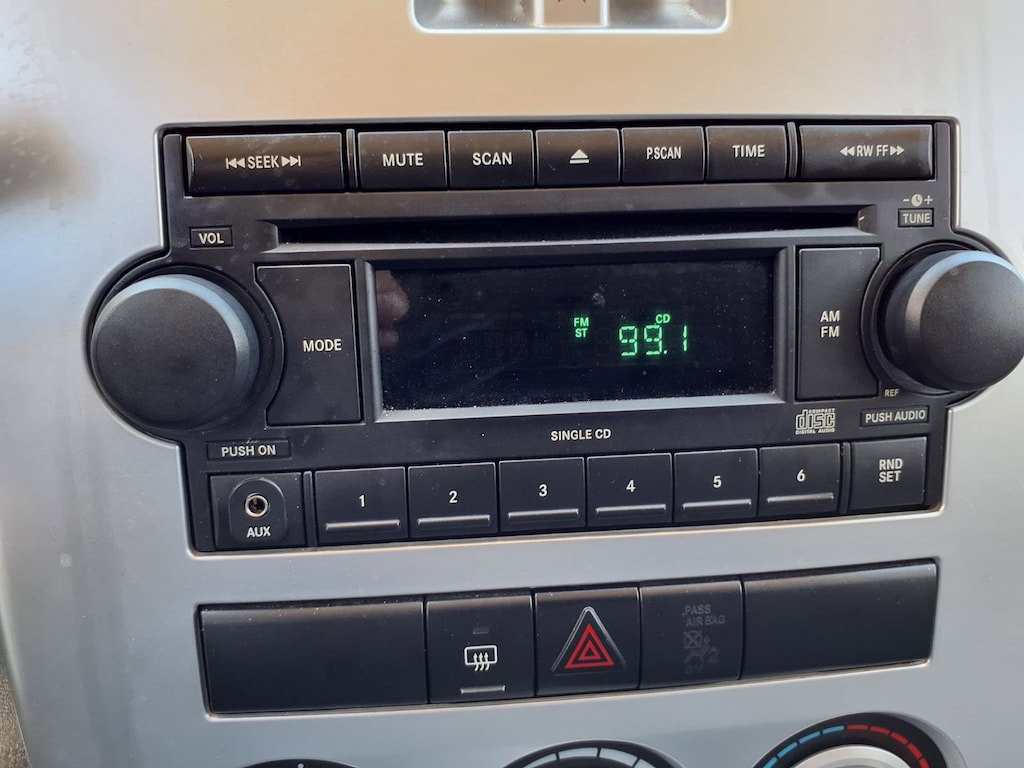 SEEK
MUTE
SCAN
P.SCAN
TIME
RW FF
- +
TUNE
VOL
MODE
FM
ST
CD
99.1
AM
FM
REF
PUSH ON
SINGLE CD
COMPACT
disc
DIGITAL AUDIO
PUSH AUDIO
AUX
1
2
3
4
5
6
RND
SET
PASS
AIR BAG
2
OFF